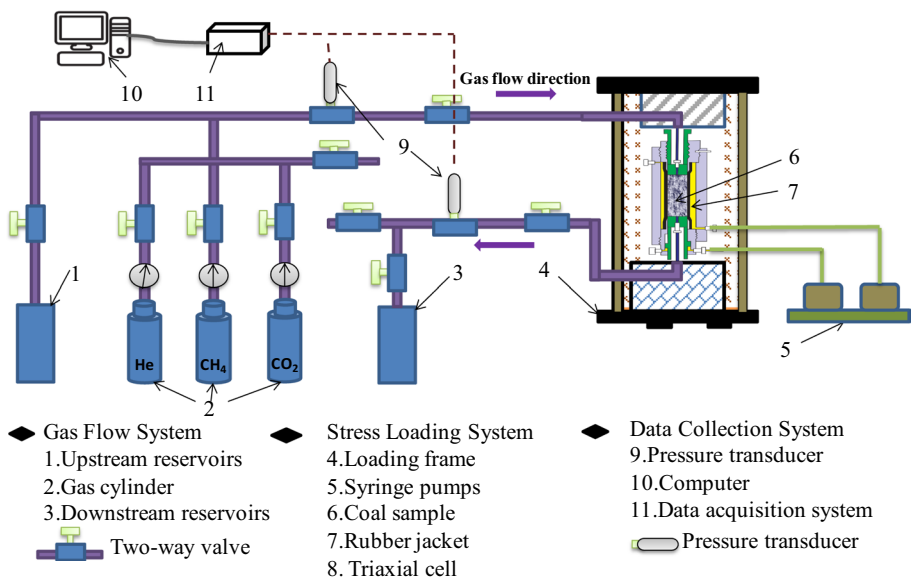 10
11
Gas flow direction
9
6
7
1
3
4
5
He
CH₄
CO₂
2
Gas Flow System
1.Upstream reservoirs
2.Gas cylinder
3.Downstream reservoirs
Two-way valve
Stress Loading System
4.Loading frame
5.Syringe pumps
6.Coal sample
7.Rubber jacket
8. Triaxial cell
Data Collection System
9.Pressure transducer
10.Computer
11.Data acquisition system
Pressure transducer